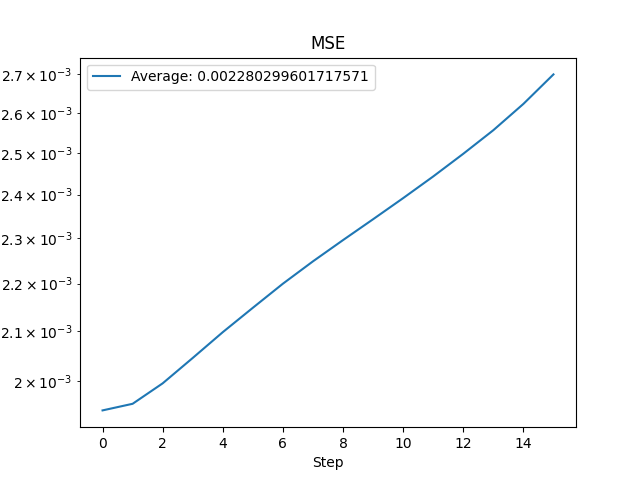 MSE
Average: 0.002280299601717571
2.7 × 10⁻³
2.6 × 10⁻³
2.5 × 10⁻³
2.4 × 10⁻³
2.3 × 10⁻³
2.2 × 10⁻³
2.1 × 10⁻³
2 × 10⁻³
0 2 4 6 8 10 12 14
Step